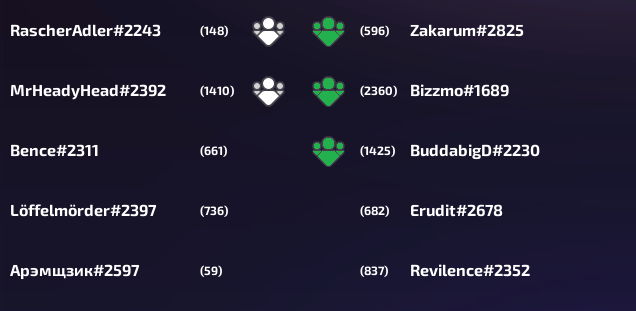 RascherAdler#2243 (148) (596) Zakarum#2825
MrHeadyHead#2392 (1410) (2360) Bizzmo#1689
Bence#2311 (661) (1425) BuddabigD#2230
Löffelmörder#2397 (736) (682) Erudit#2678
Арэмщзик#2597 (59) (837) Revilence#2352